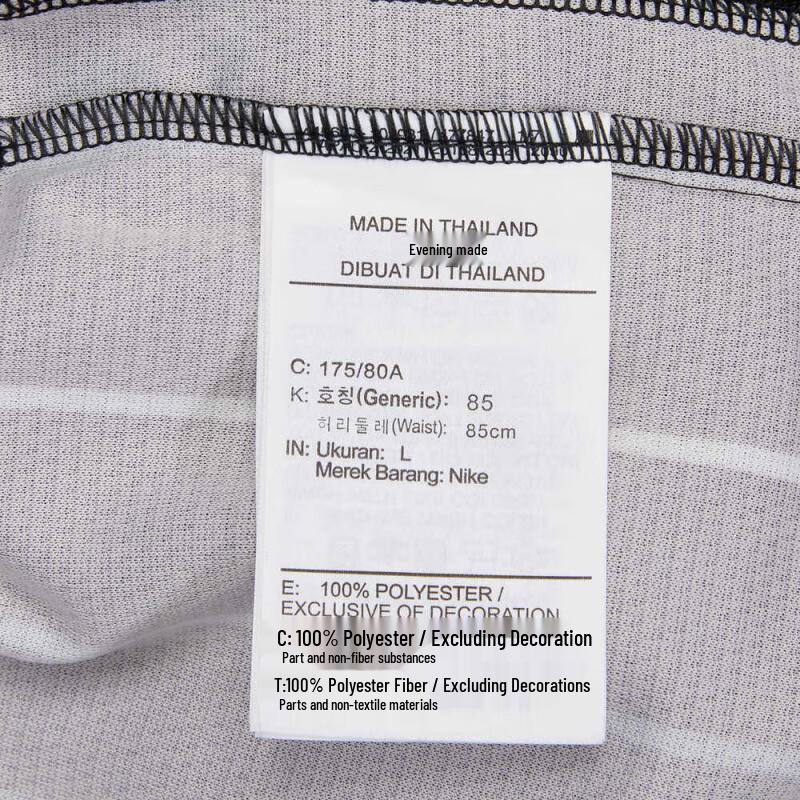 MADE IN THAILAND
Evening made
DIBUAT DI THAILAND
C: 175/80A
K: 호칭(Generic): 85
허리둘레(Waist): 85cm
IN: Ukuran: L
Merek Barang: Nike
E: 100% POLYESTER /
EXCLUSIVE OF DECORATION
C: 100% Polyester / Excluding Decoration
Part and non-fiber substances
T:100% Polyester Fiber / Excluding Decorations
Parts and non-textile materials